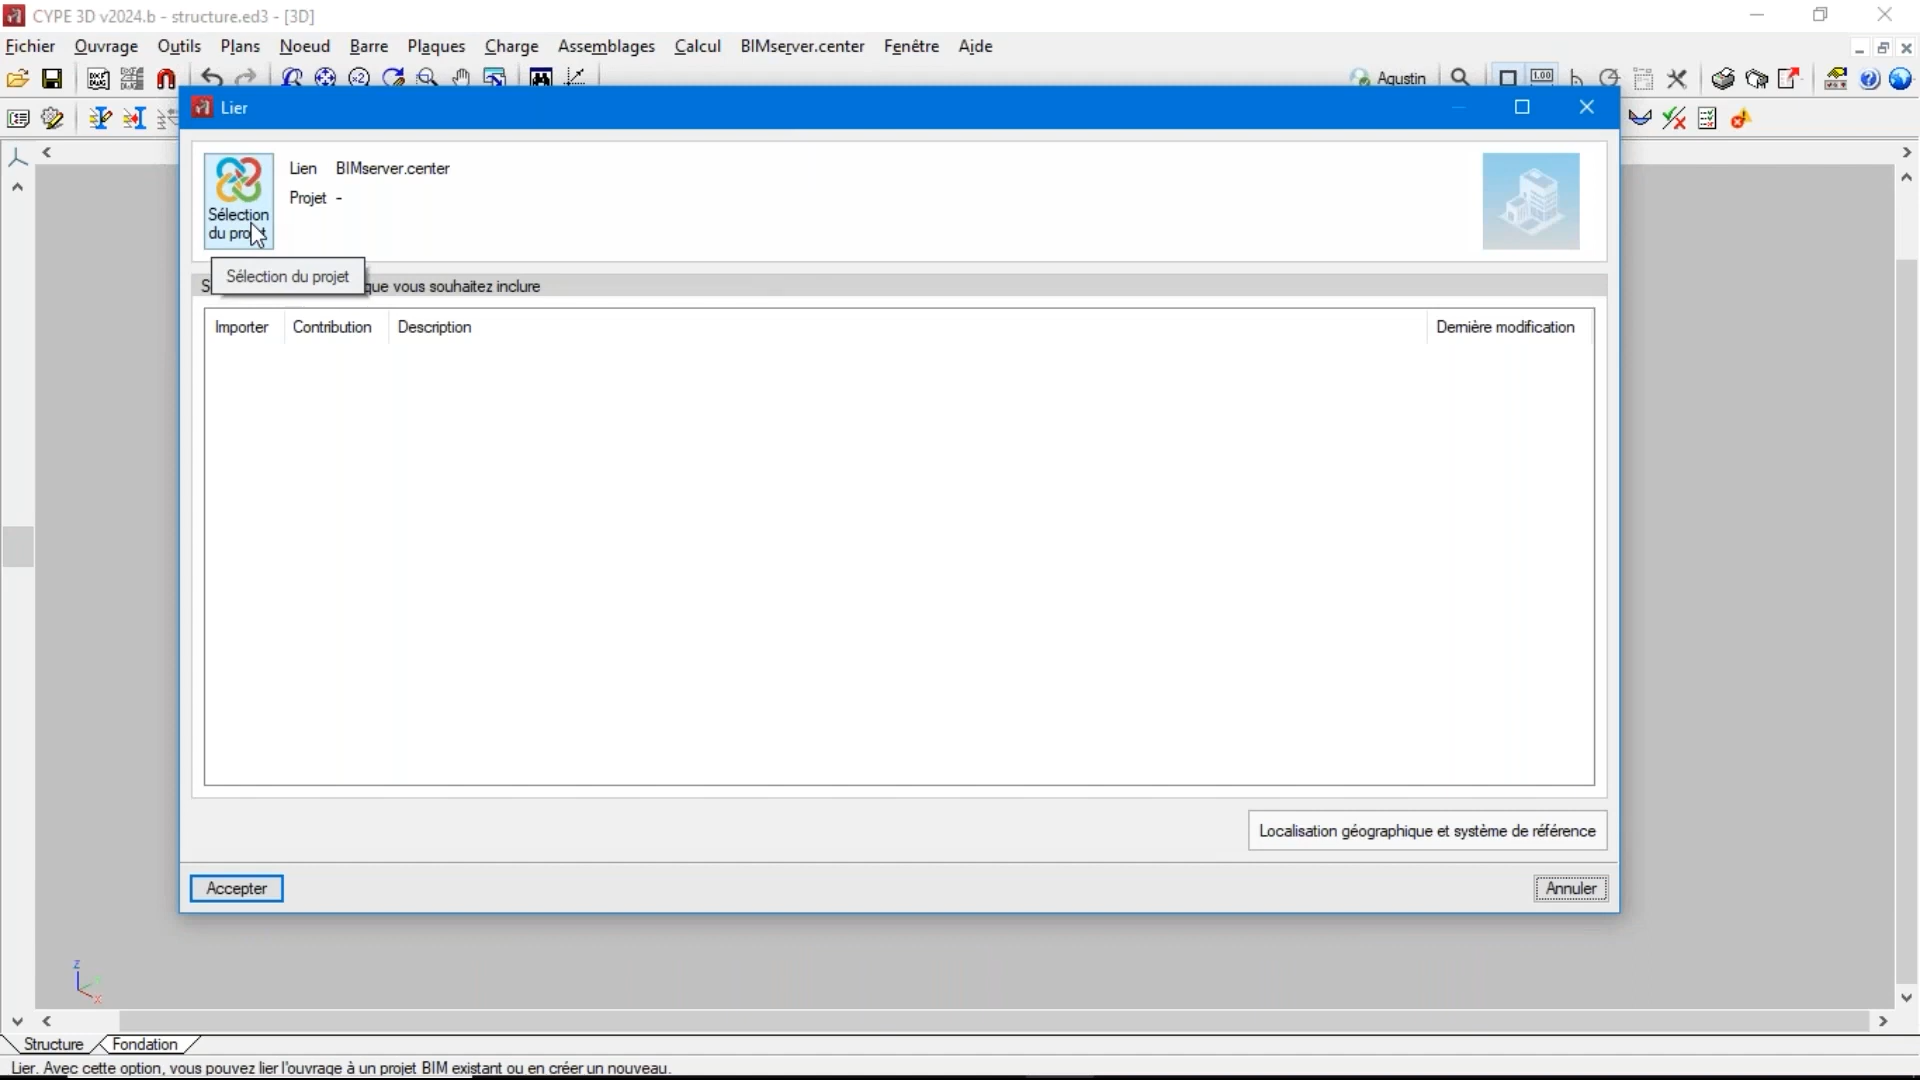 CYPE 3D v2024.b - structure.ed3 - [3D]
Fichier Ouvrage Outils Plans Noeud Barre Plaques Charge Assemblages Calcul BIMserver.center Fenêtre Aide
Agustin
1.00
Lier
Lien BIMserver.center
Projet -
Sélection
du projet
Sélection du projet
que vous souhaitez inclure
Importer Contribution Description Dernière modification
Localisation géographique et système de référence
Accepter Annuler
z
x
Structure Fondation
Lier. Avec cette option, vous pouvez lier l'ouvrage à un projet BIM existant ou en créer un nouveau.